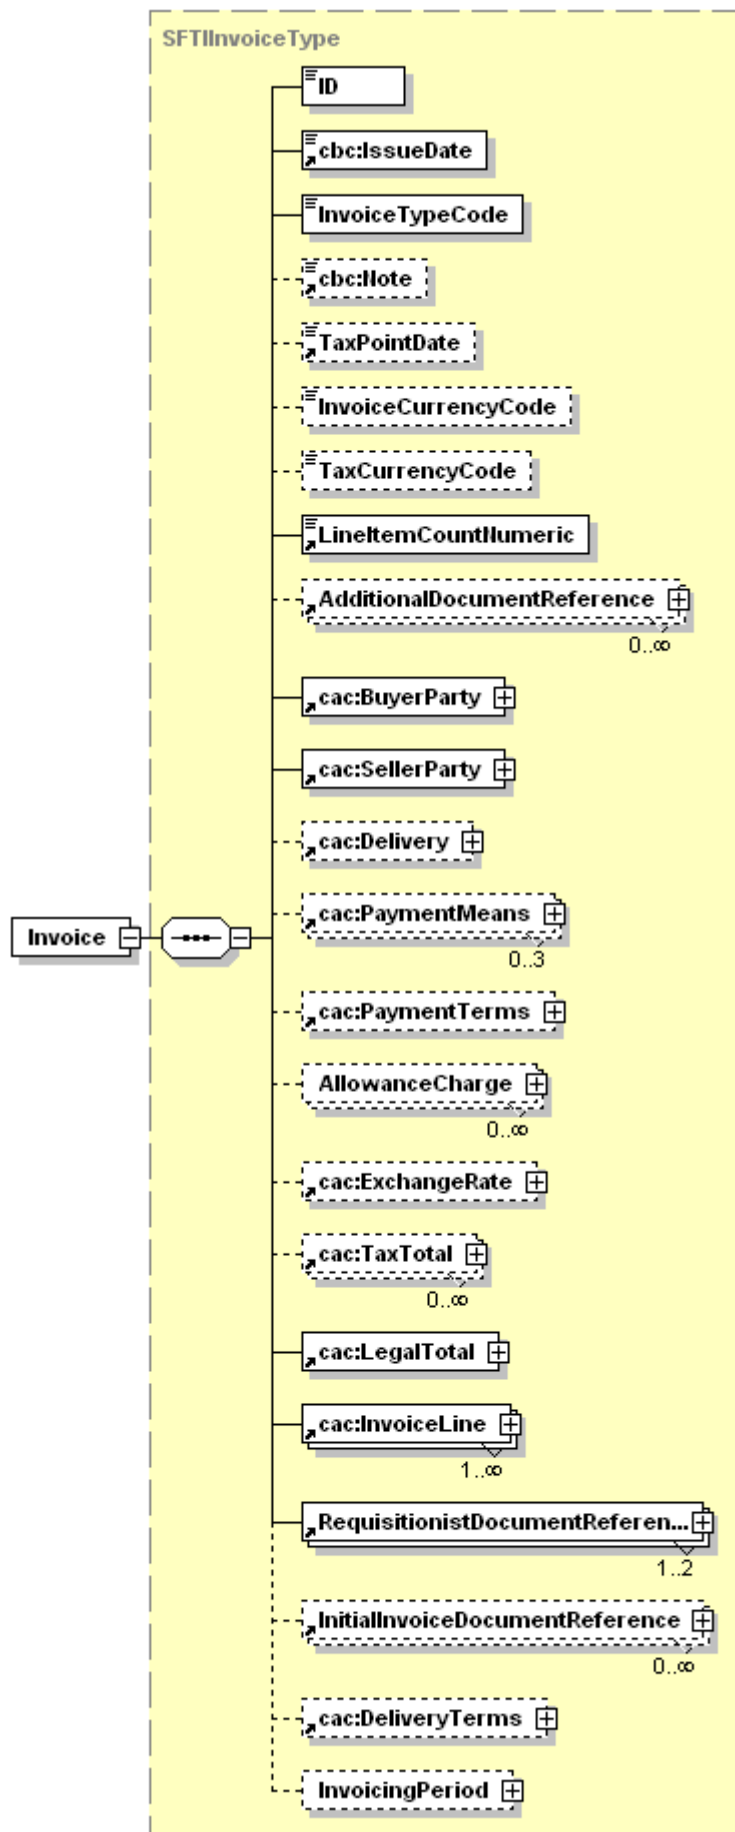 SFTIInvoiceType
ID
cbc:IssueDate
InvoiceTypeCode
cbc:Note
TaxPointDate
InvoiceCurrencyCode
TaxCurrencyCode
LineItemCountNumeric
AdditionalDocumentReference
0..∞
cac:BuyerParty
cac:SellerParty
cac:Delivery
cac:PaymentMeans
0..3
Invoice
cac:PaymentTerms
AllowanceCharge
0..∞
cac:ExchangeRate
cac:TaxTotal
0..∞
cac:LegalTotal
cac:InvoiceLine
1..∞
RequisitionistDocumentReferen...
1..2
InitialInvoiceDocumentReference
0..∞
cac:DeliveryTerms
InvoicingPeriod